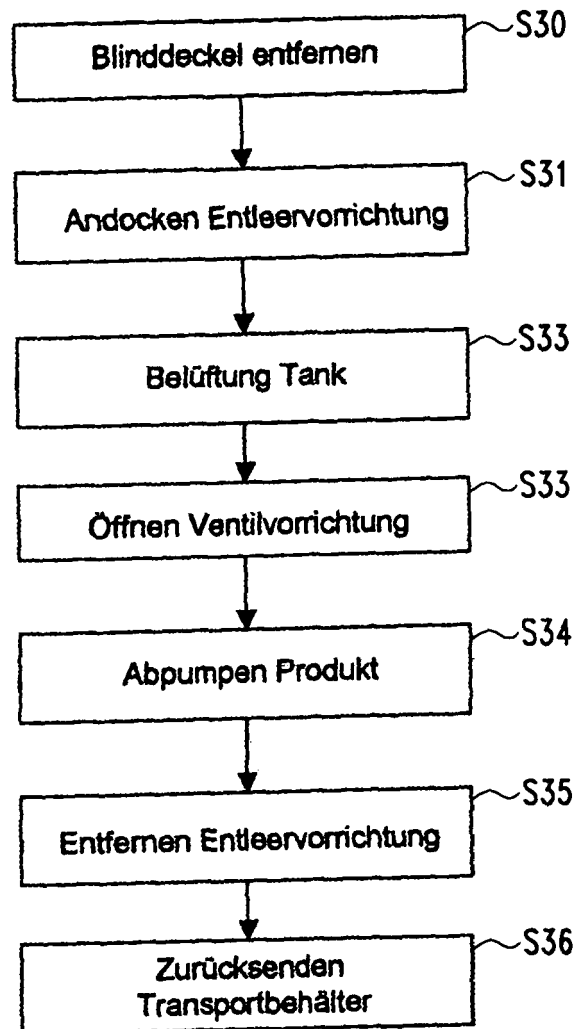 Blinddeckel entfernen
S30
Andocken Entleervorrichtung
S31
Belüftung Tank
S33
Öffnen Ventilvorrichtung
S33
Abpumpen Produkt
S34
Entfernen Entleervorrichtung
S35
Zurücksenden
Transportbehälter
S36